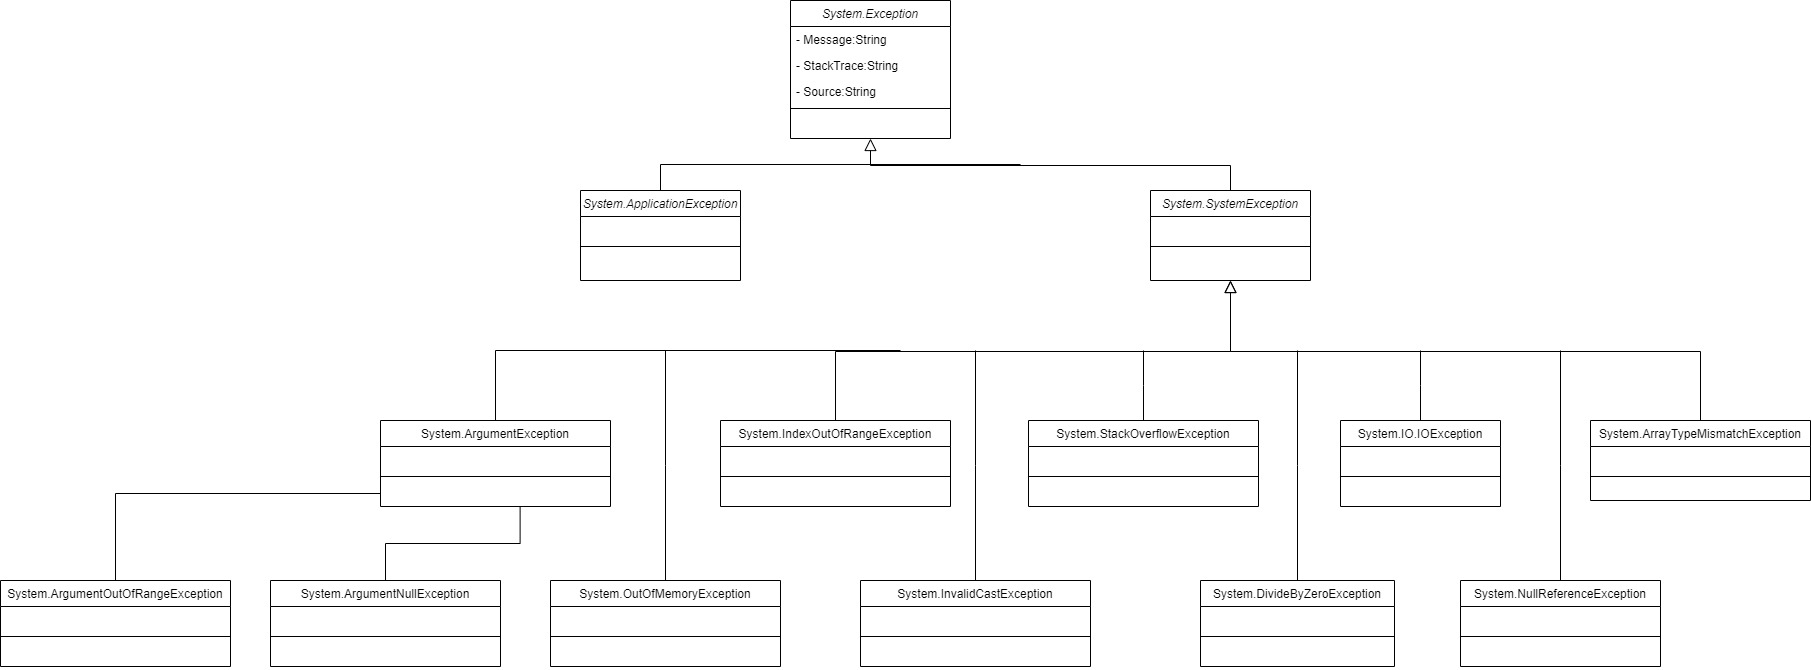 System.Exception
- Message:String
- StackTrace:String
- Source:String
System.ApplicationException
System.SystemException
System.ArgumentException
System.IndexOutOfRangeException
System.StackOverflowException
System.IO.IOException
System.ArrayTypeMismatchException
System.ArgumentOutOfRangeException
System.ArgumentNullException
System.OutOfMemoryException
System.InvalidCastException
System.DivideByZeroException
System.NullReferenceException